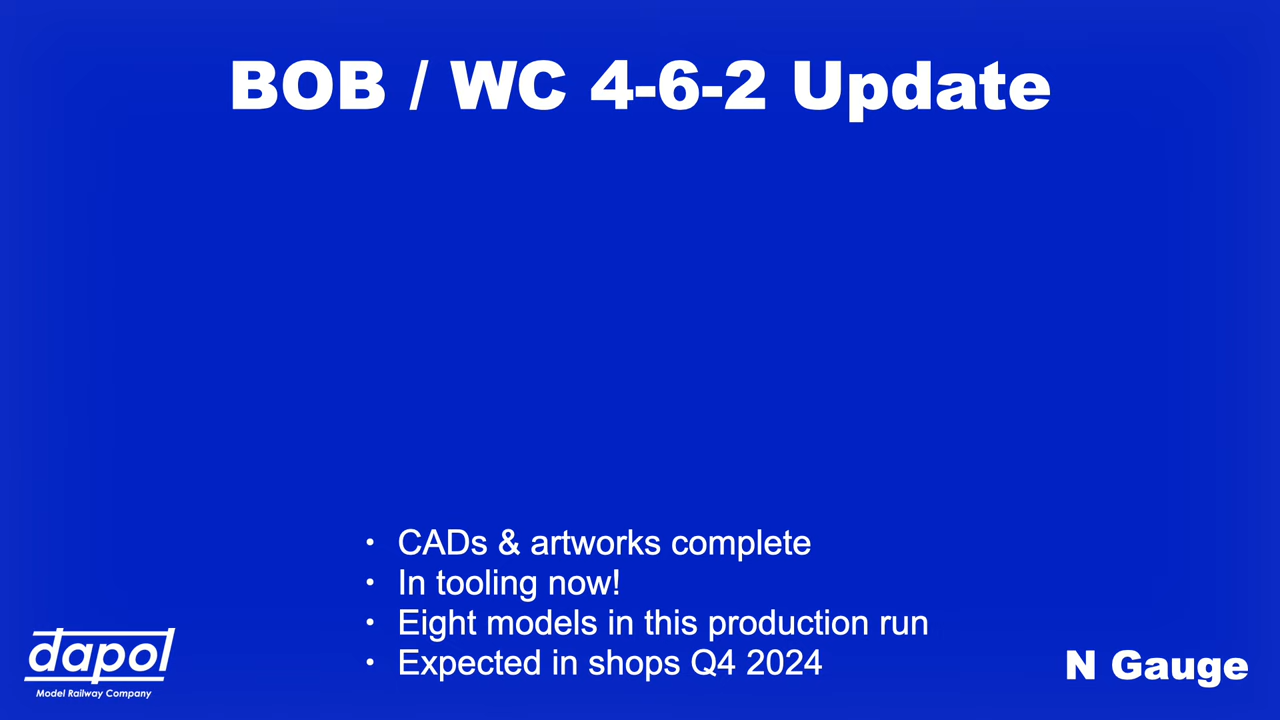 BOB / WC 4-6-2 Update
• CADs & artworks complete
• In tooling now!
• Eight models in this production run
• Expected in shops Q4 2024
dapol
Model Railway Company
N Gauge